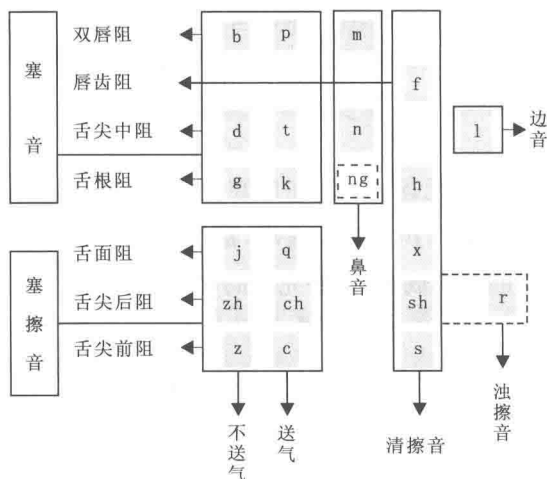 双唇阻 b p m
唇齿阻 f
舌尖中阻 d t n l 边音
舌根阻 g k ng h
塞音
舌面阻 j q 鼻音 x
舌尖后阻 zh ch sh r
舌尖前阻 z c s
塞擦音
不送气
送气
清擦音
浊擦音